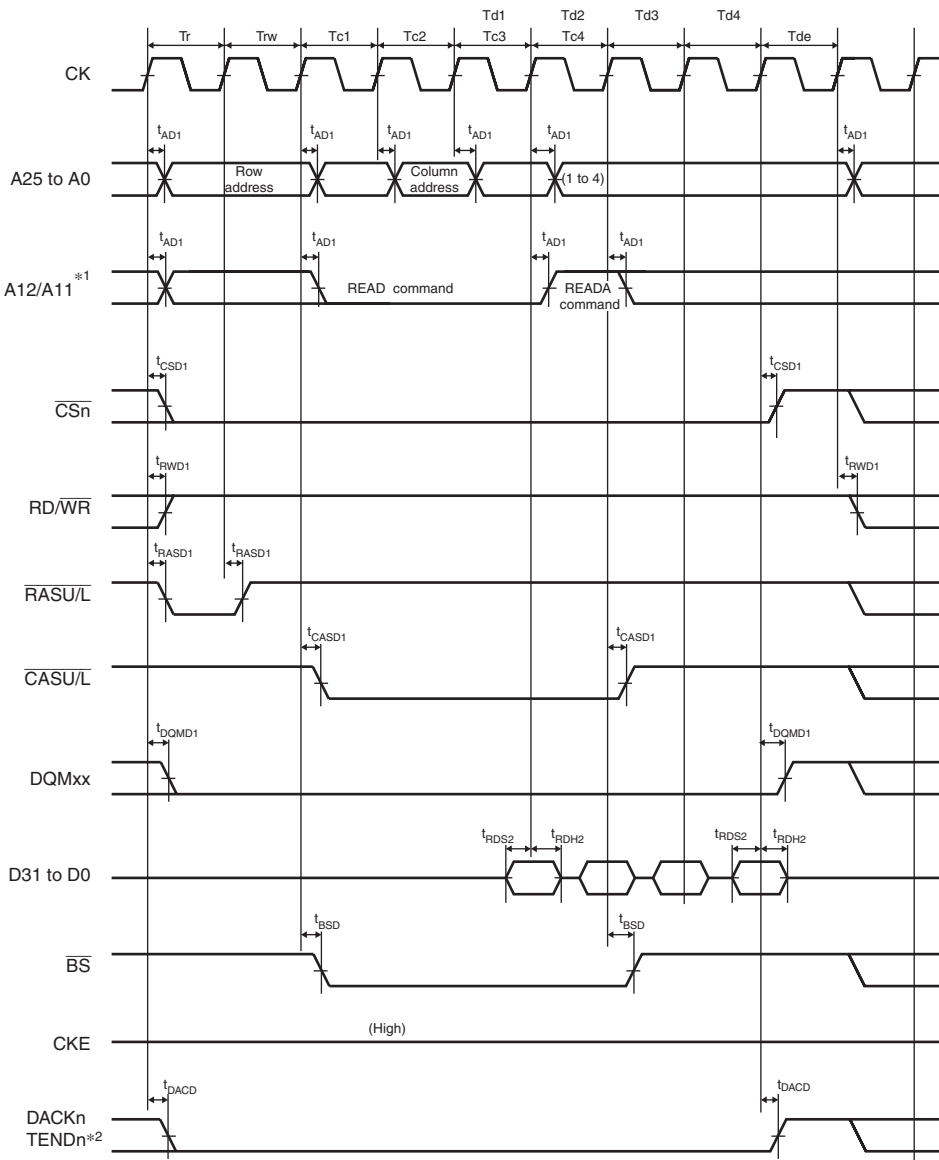 Td1 Td2 Td3 Td4
Tr Trw Tc1 Tc2 Tc3 Tc4 Tde
CK
tAD1 tAD1 tAD1 tAD1 tAD1 tAD1
A25 to A0
Row address
Column address
(1 to 4)
tAD1 tAD1 tAD1 tAD1
A12/A11*1
READ command
READA command
tCSD1 tCSD1
CSn
tRWD1 tRWD1
RD/WR
tRASD1 tRASD1
RASU/L
tCASD1 tCASD1
CASU/L
tDQMD1 tDQMD1
DQMxx
tRDS2 tRDH2 tRDS2 tRDH2
D31 to D0
tBSD tBSD
BS
(High)
CKE
tDACD tDACD
DACKn
TENDn*2